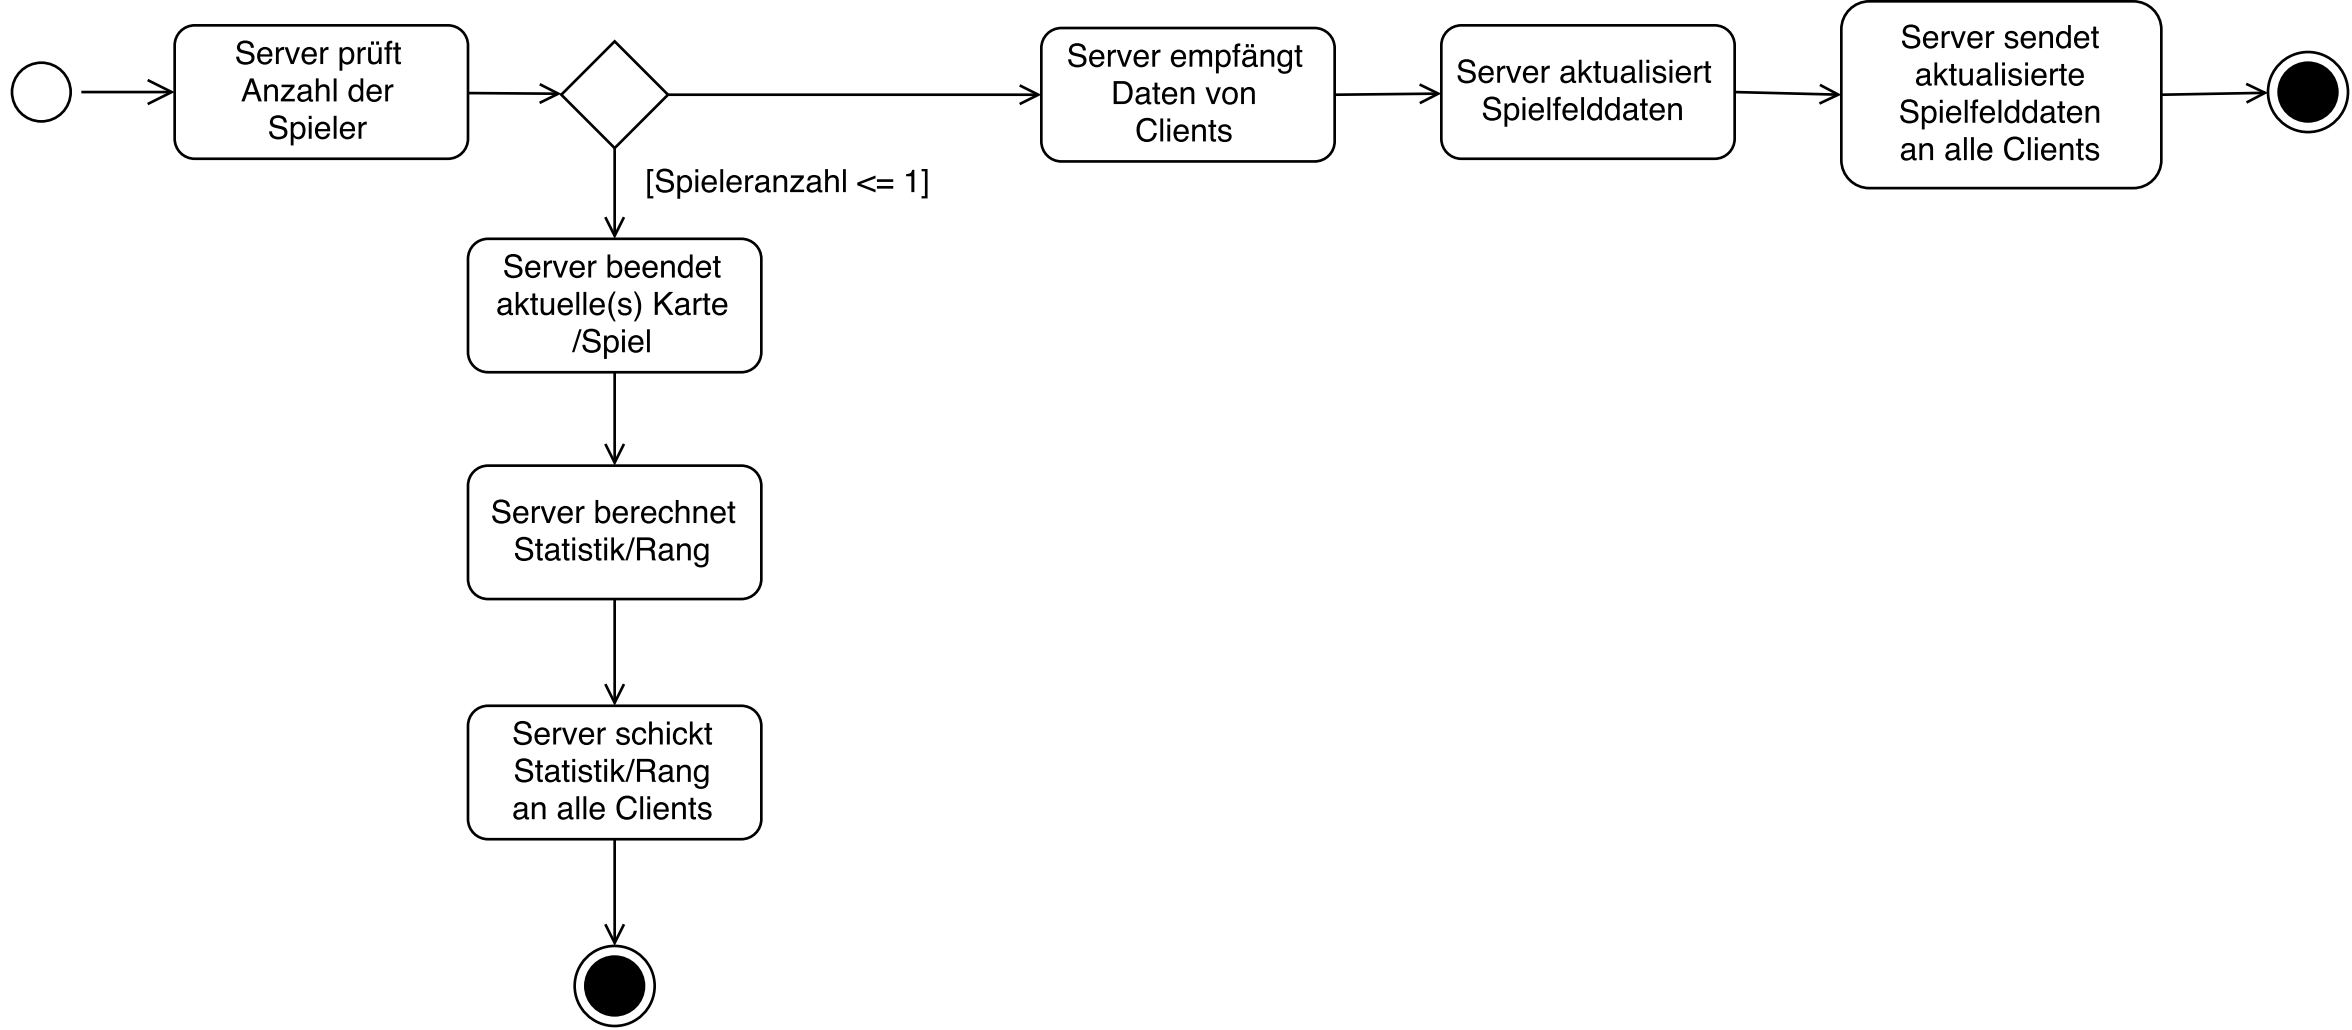 Server prüft
Anzahl der
Spieler
Server empfängt
Daten von
Clients
Server aktualisiert
Spielfelddaten
Server sendet
aktualisierte
Spielfelddaten
an alle Clients
[Spieleranzahl <= 1]
Server beendet
aktuelle(s) Karte
/Spiel
Server berechnet
Statistik/Rang
Server schickt
Statistik/Rang
an alle Clients